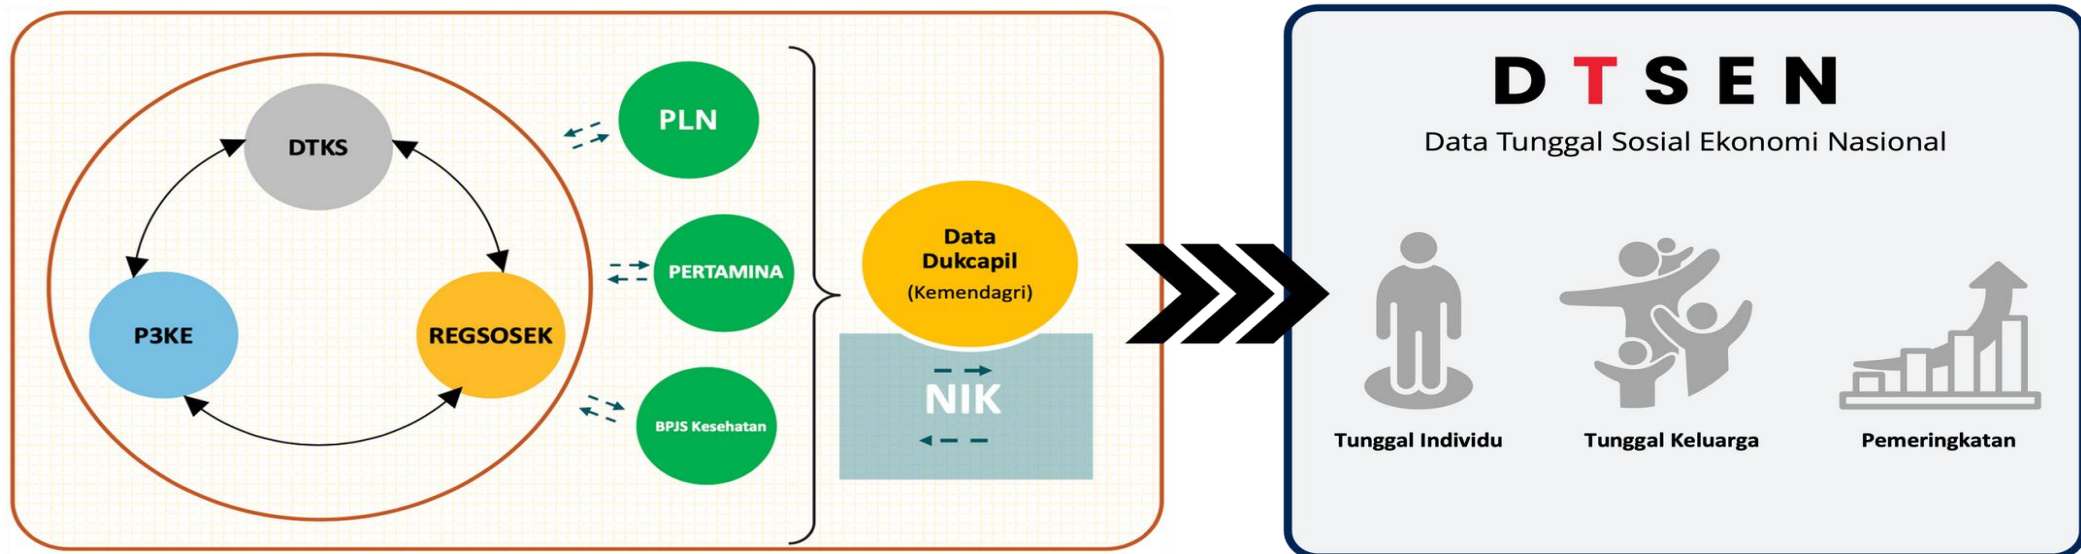 DTKS
P3KE
REGSOSEK
PLN
PERTAMINA
BPJS Kesehatan
Data
Dukcapil
(Kemendagri)
NIK
DTSEN
Data Tunggal Sosial Ekonomi Nasional
Tunggal Individu
Tunggal Keluarga
Pemeringkatan